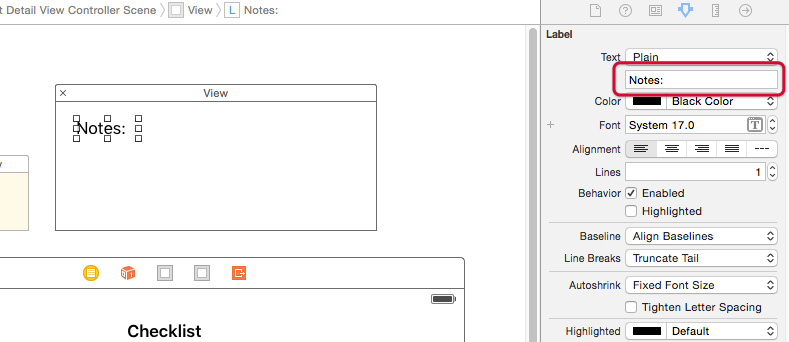 t Detail View Controller Scene > View > L Notes:
View
Notes:
Checklist
Label
Text Plain
Notes:
Color Black Color
Font System 17.0 T
Alignment
Lines 1
Behavior Enabled
Highlighted
Baseline Align Baselines
Line Breaks Truncate Tail
Autoshrink Fixed Font Size
Tighten Letter Spacing
Highlighted Default